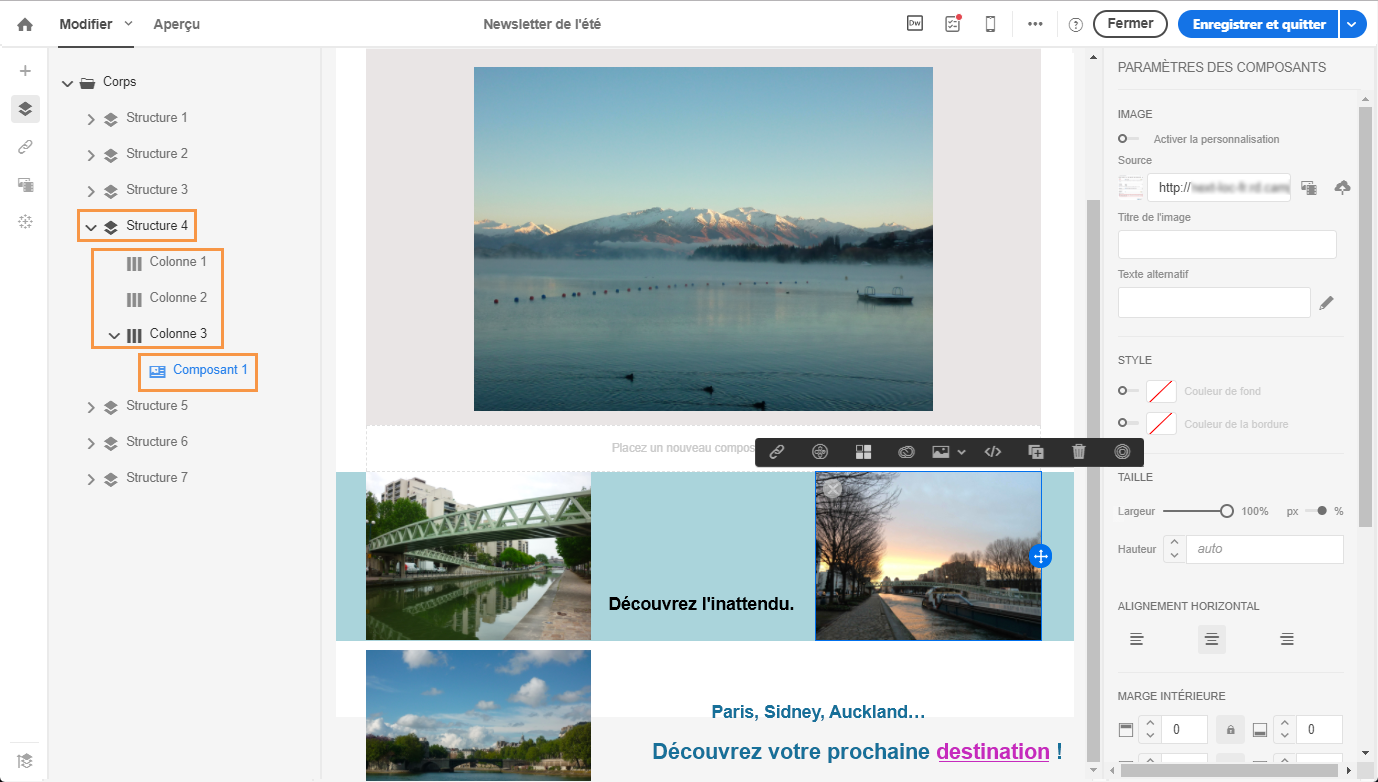 Modifier
Aperçu
Newsletter de l'été
Dw
Fermer
Enregistrer et quitter
Corps
Structure 1
Structure 2
Structure 3
Structure 4
Colonne 1
Colonne 2
Colonne 3
Composant 1
Structure 5
Structure 6
Structure 7
Placez un nouveau compos
Découvrez l'inattendu.
Paris, Sidney, Auckland…
Découvrez votre prochaine destination !
PARAMÈTRES DES COMPOSANTS
IMAGE
Activer la personnalisation
Source
http://
Titre de l'image
Texte alternatif
STYLE
Couleur de fond
Couleur de la bordure
TAILLE
Largeur 100% px %
Hauteur auto
ALIGNEMENT HORIZONTAL
MARGE INTÉRIEURE
0 0